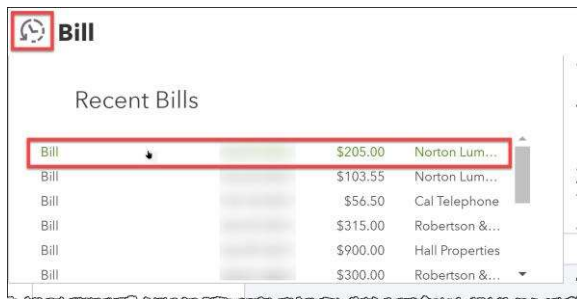 Bill
Recent Bills
Bill $205.00 Norton Lum...
Bill $103.55 Norton Lum...
Bill $56.50 Cal Telephone
Bill $315.00 Robertson &...
Bill $900.00 Hall Properties
Bill $300.00 Robertson &...